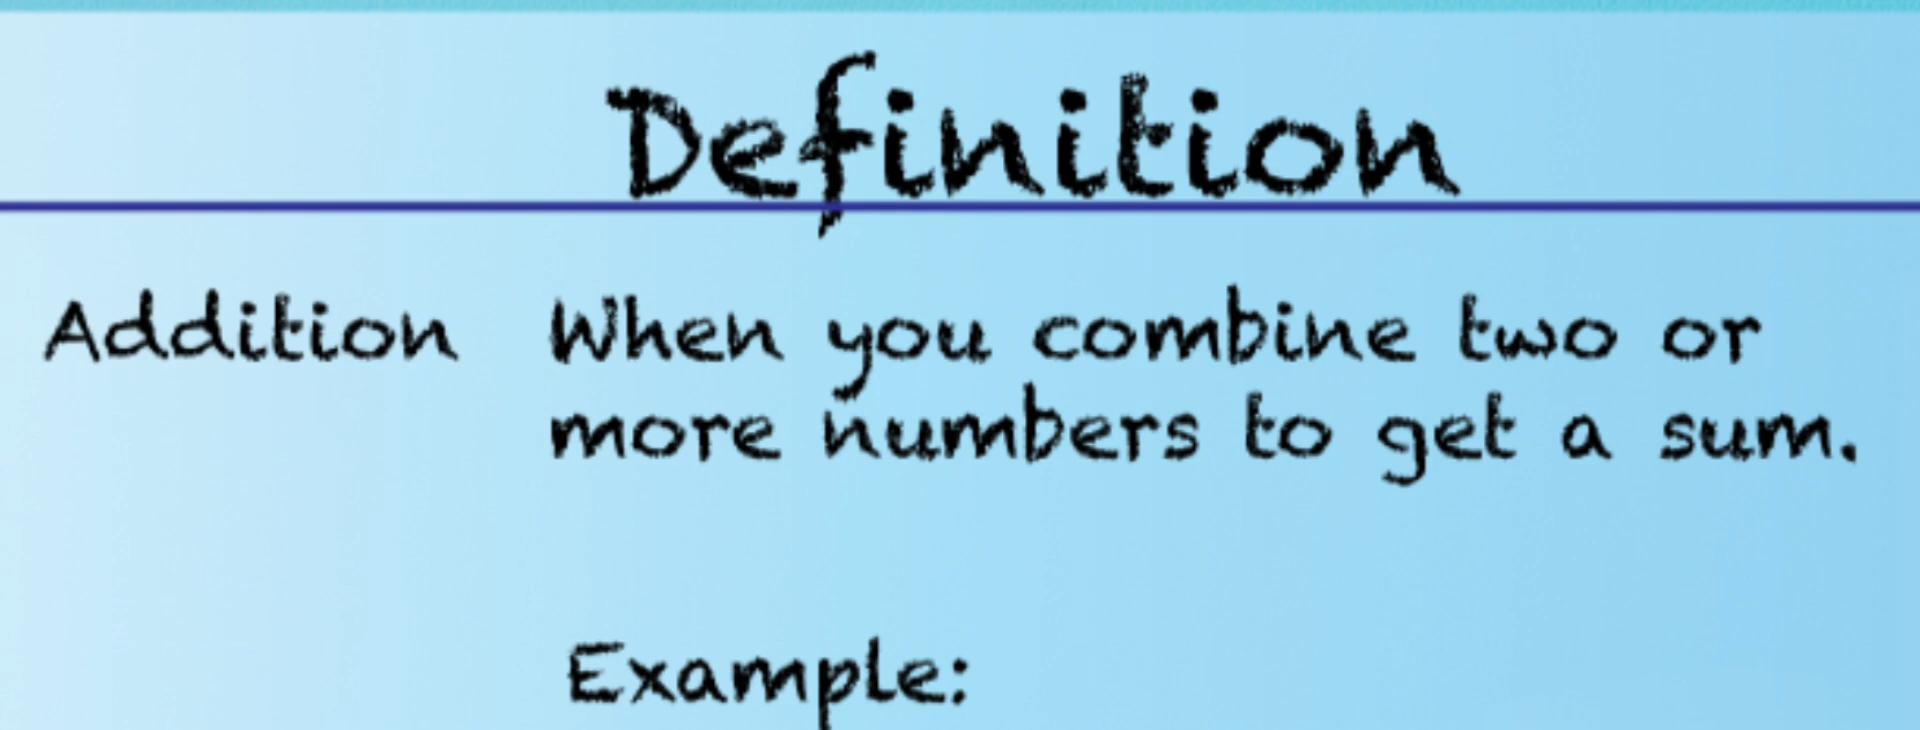 Definition
Addition When you combine two or
more numbers to get a sum.
Example: